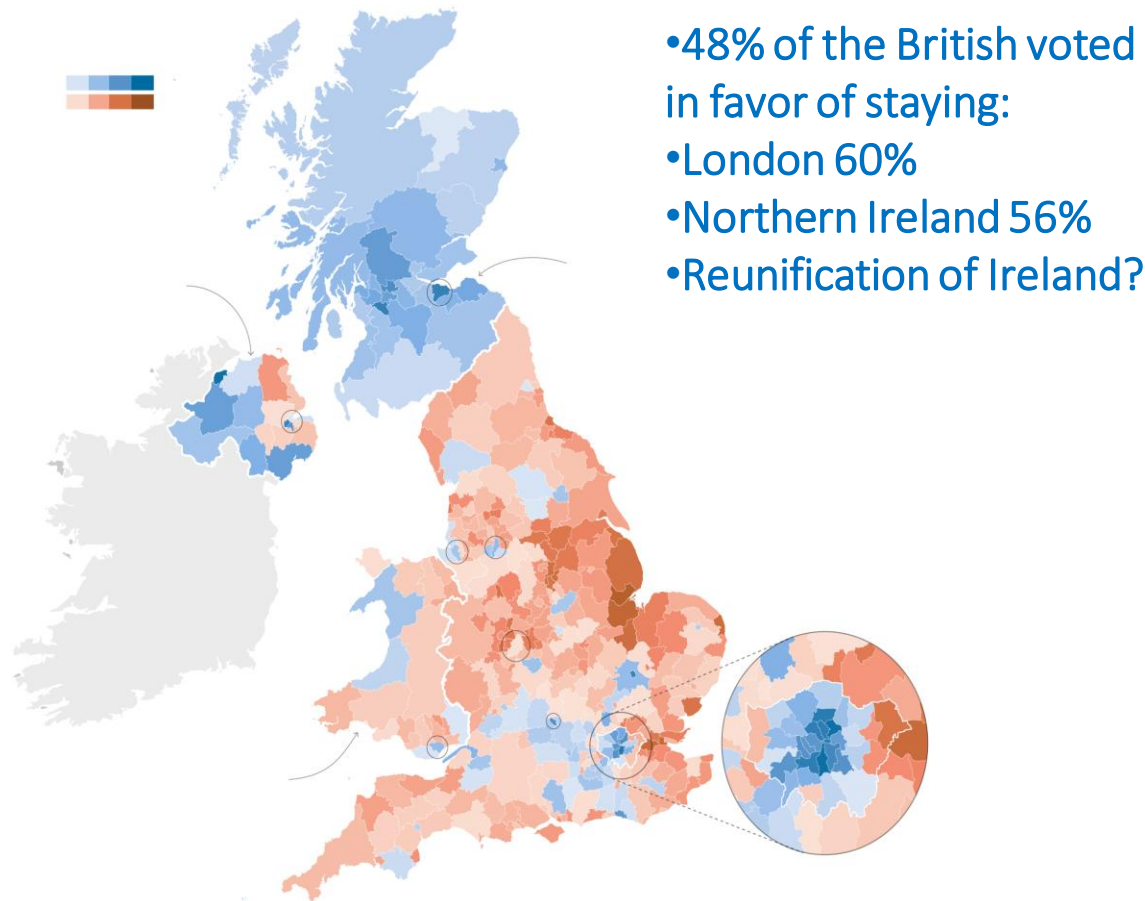 •48% of the British voted
in favor of staying:
•London 60%
•Northern Ireland 56%
•Reunification of Ireland?